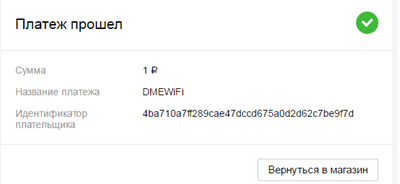 Платеж прошел
Сумма 1 ₽
Название платежа DMEWiFi
Идентификатор плательщика 4ba710a7ff289cae47dccd675a0d2d62c7be9f7d
Вернуться в магазин